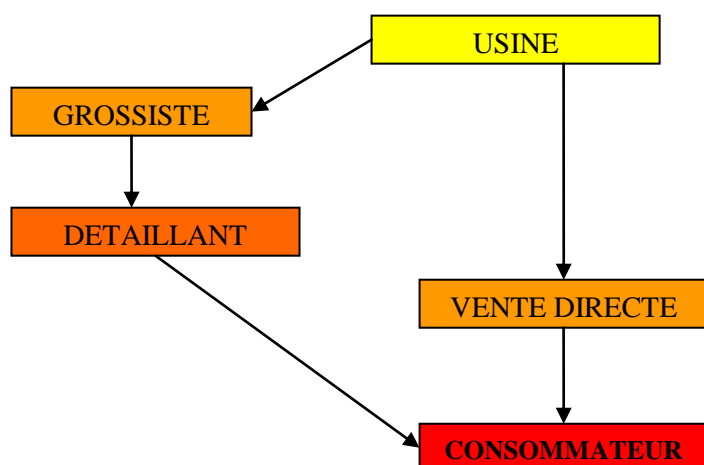 USINE
GROSSISTE
DETAILLANT
VENTE DIRECTE
CONSOMMATEUR